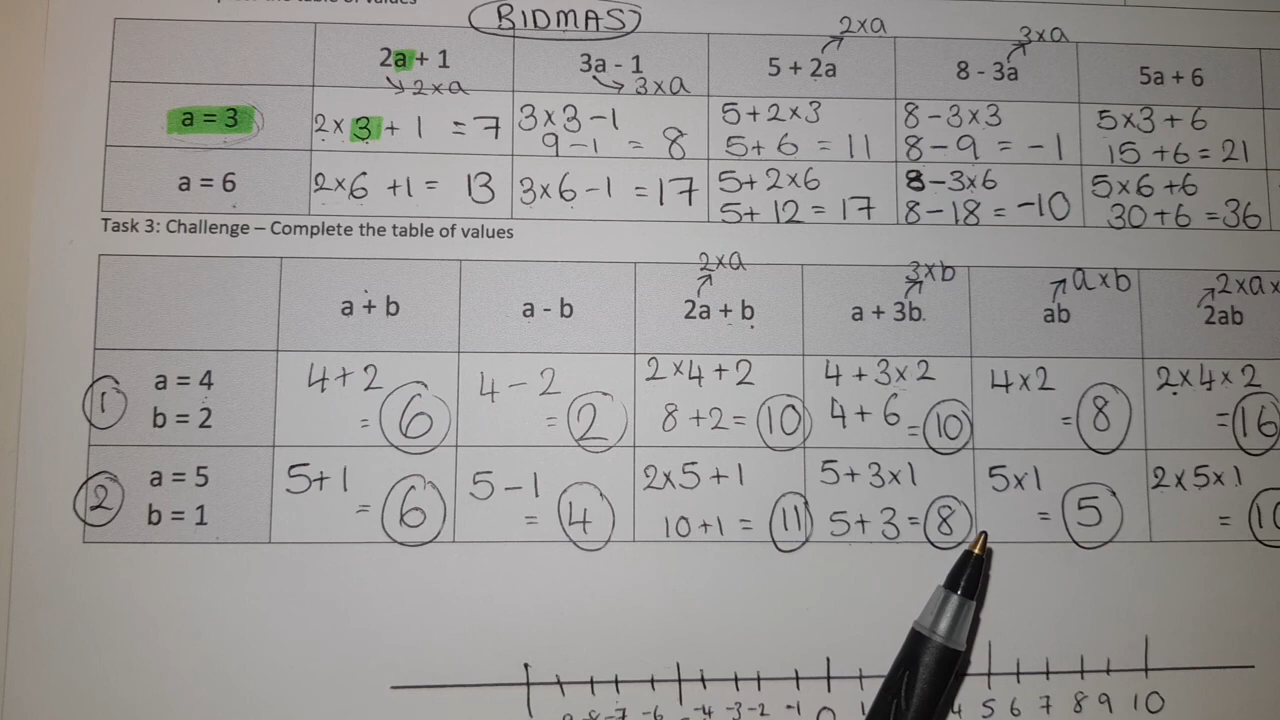 BIDMAS
2xa
3xa
2a + 1
3a - 1
5 + 2a
8 - 3a
5a + 6
2xa
3xa
a = 3
2x 3 + 1 = 7
3x3-1
9-1 = 8
5+2x3
5+6 = 11
8-3x3
8-9 = -1
5x3+6
15+6=21
a = 6
2x6 +1= 13
3x6-1 =17
5+2x6
5+12=17
8-3x6
8-18=-10
5x6+6
30+6=36
Task 3: Challenge – Complete the table of values
2xa
3xb
axb
2xax
a + b
a - b
2a + b
a + 3b
ab
2ab
1
a = 4
b = 2
4+2
= 6
4-2
= 2
2x4+2
8+2= 10
4+3x2
4+6 = 10
4x2
= 8
2x4x2
= 16
2
a = 5
b = 1
5+1
= 6
5-1
= 4
2x5+1
10+1 = 11
5+3x1
5+3= 8
5x1
= 5
2x5x1
=
-7 -6 -4 -3 -2 -1 0 4 5 6 7 8 9 10